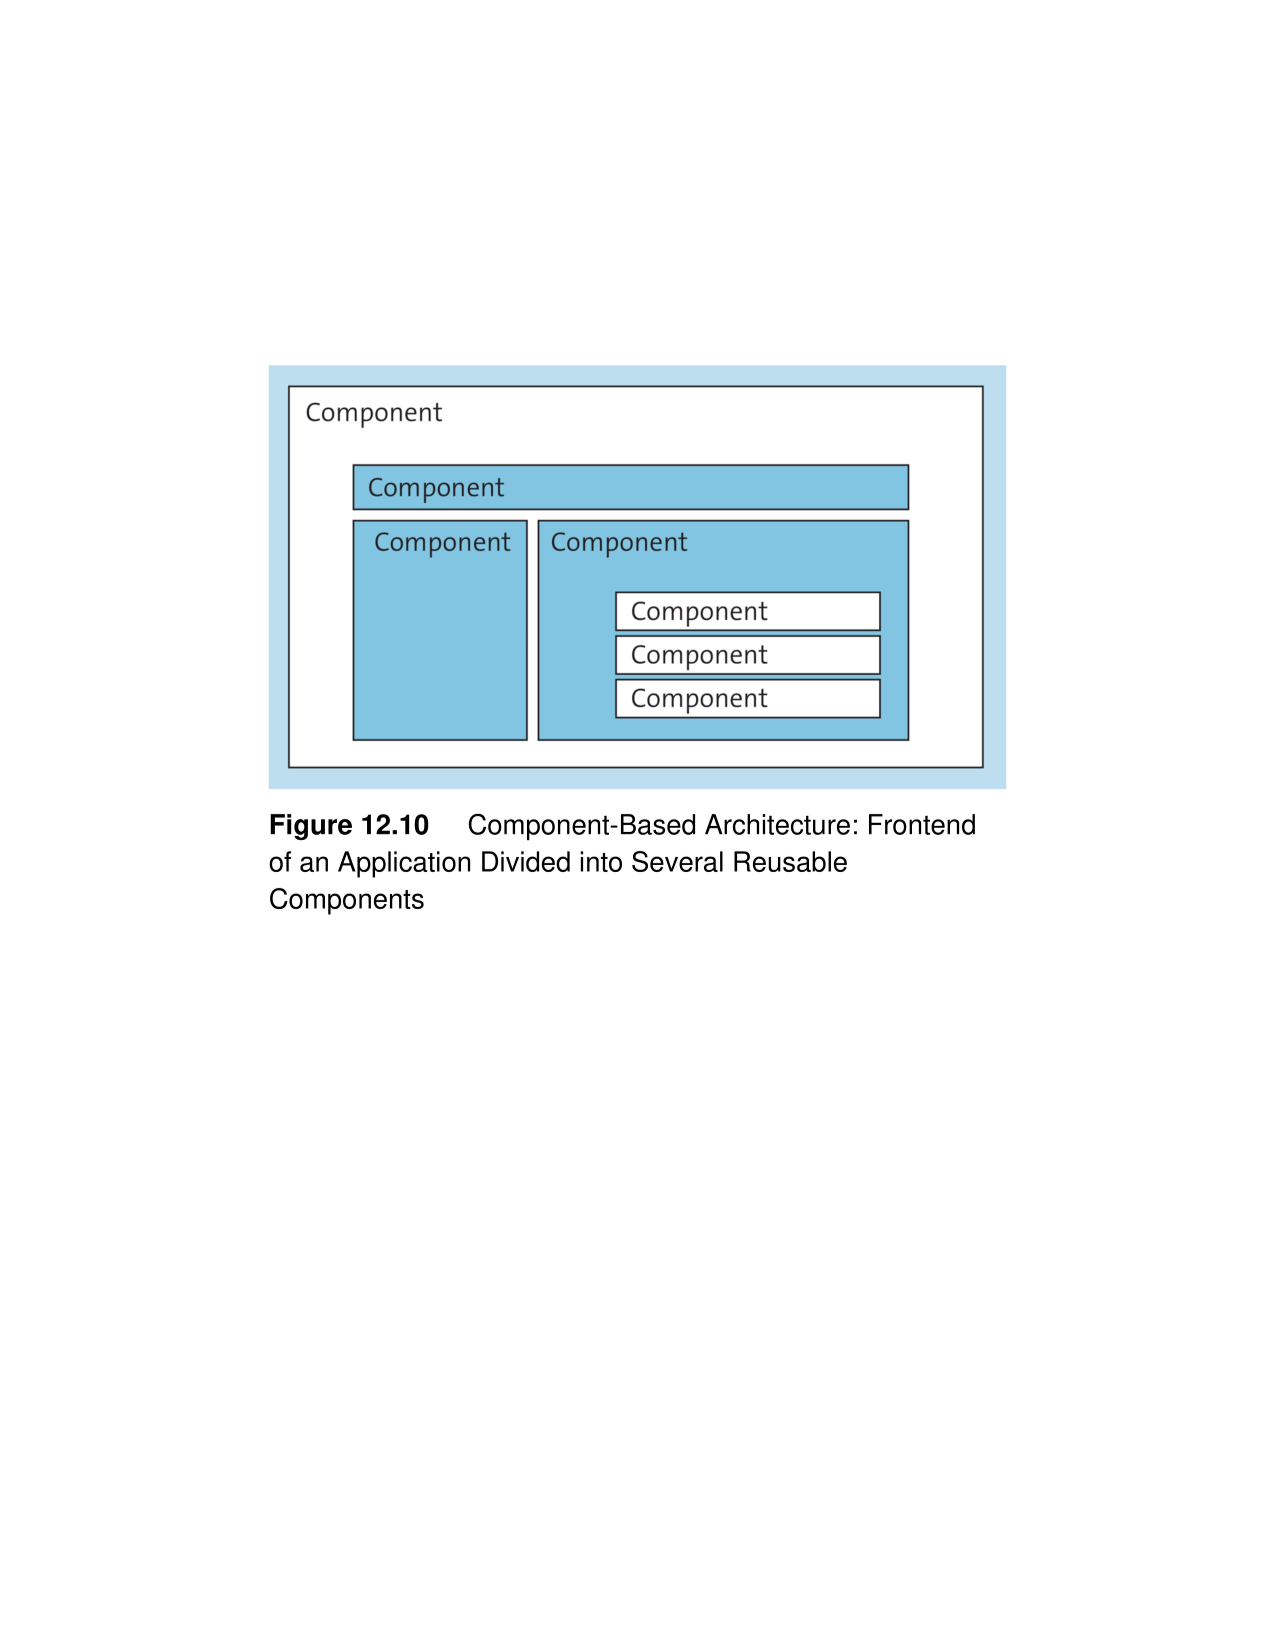 Component
Component
Component
Component
Component
Component
Component
Figure 12.10 Component-Based Architecture: Frontend
of an Application Divided into Several Reusable
Components